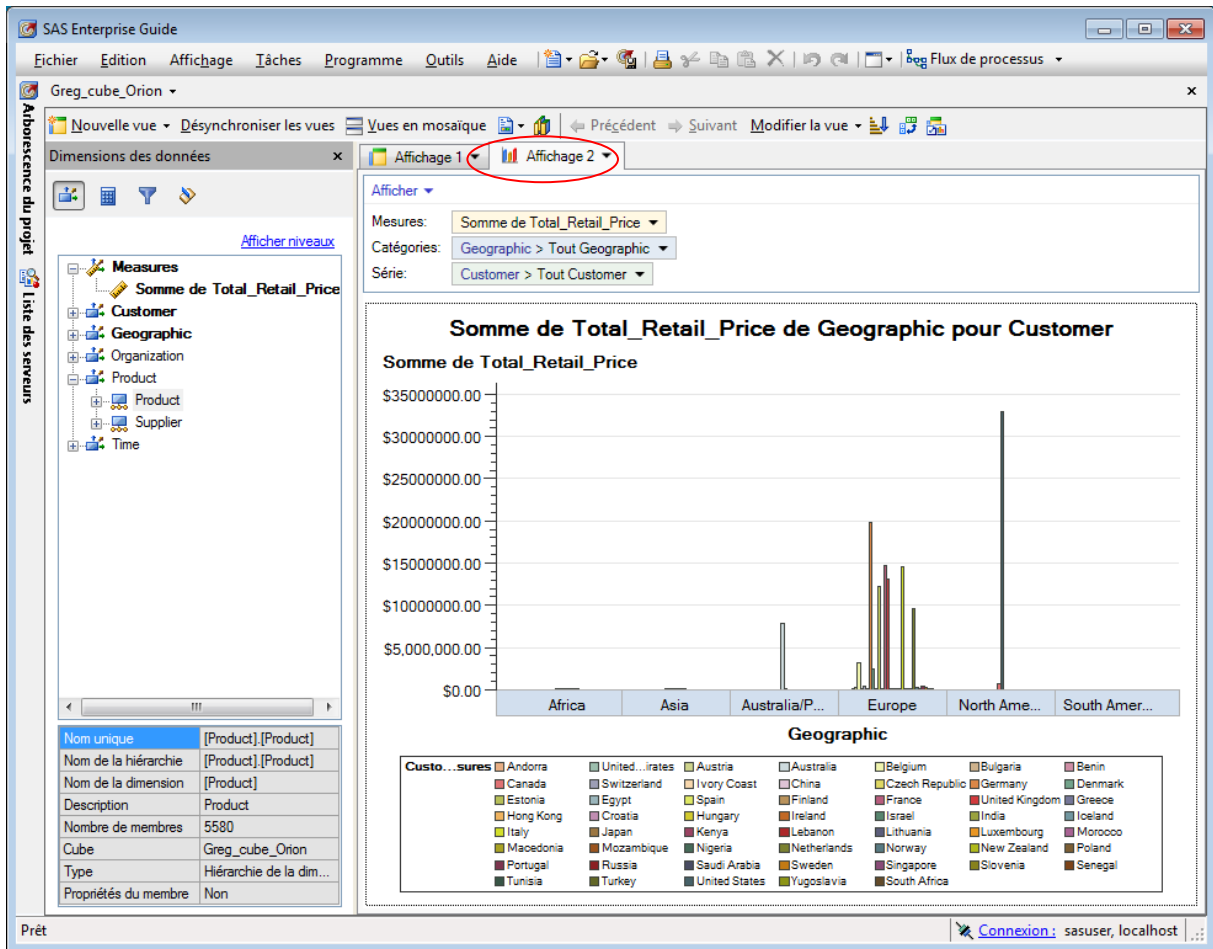 SAS Enterprise Guide
Fichier Edition Affichage Tâches Programme Outils Aide Flux de processus
Greg_cube_Orion
Arborescence du projet
Liste des serveurs
Nouvelle vue Désynchroniser les vues Vues en mosaïque Précédent Suivant Modifier la vue
Dimensions des données x
Affichage 1 Affichage 2
Afficher niveaux
Measures
Somme de Total_Retail_Price
Customer
Geographic
Organization
Product
Product
Supplier
Time
Nom unique [Product].[Product]
Nom de la hiérarchie [Product].[Product]
Nom de la dimension [Product]
Description Product
Nombre de membres 5580
Cube Greg_cube_Orion
Type Hiérarchie de la dim...
Propriétés du membre Non
Afficher
Mesures: Somme de Total_Retail_Price
Catégories: Geographic > Tout Geographic
Série: Customer > Tout Customer
Somme de Total_Retail_Price de Geographic pour Customer
Somme de Total_Retail_Price
$35000000.00
$30000000.00
$25000000.00
$20000000.00
$15000000.00
$10000000.00
$5,000,000.00
$0.00
Africa Asia Australia/P... Europe North Ame... South Amer...
Geographic
Custo...sures Andorra United...irates Austria Australia Belgium Bulgaria Benin
Canada Switzerland Ivory Coast China Czech Republic Germany Denmark
Estonia Egypt Spain Finland France United Kingdom Greece
Hong Kong Croatia Hungary Ireland Israel India Iceland
Italy Japan Kenya Lebanon Lithuania Luxembourg Morocco
Macedonia Mozambique Nigeria Netherlands Norway New Zealand Poland
Portugal Russia Saudi Arabia Sweden Singapore Slovenia Senegal
Tunisia Turkey United States Yugoslavia South Africa
Prêt
Connexion : sasuser, localhost